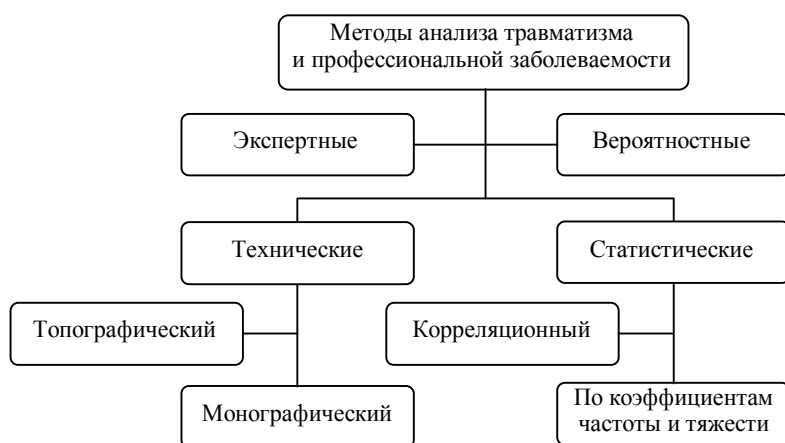 Методы анализа травматизма
и профессиональной заболеваемости
Экспертные
Вероятностные
Технические
Статистические
Топографический
Корреляционный
Монографический
По коэффициентам
частоты и тяжести